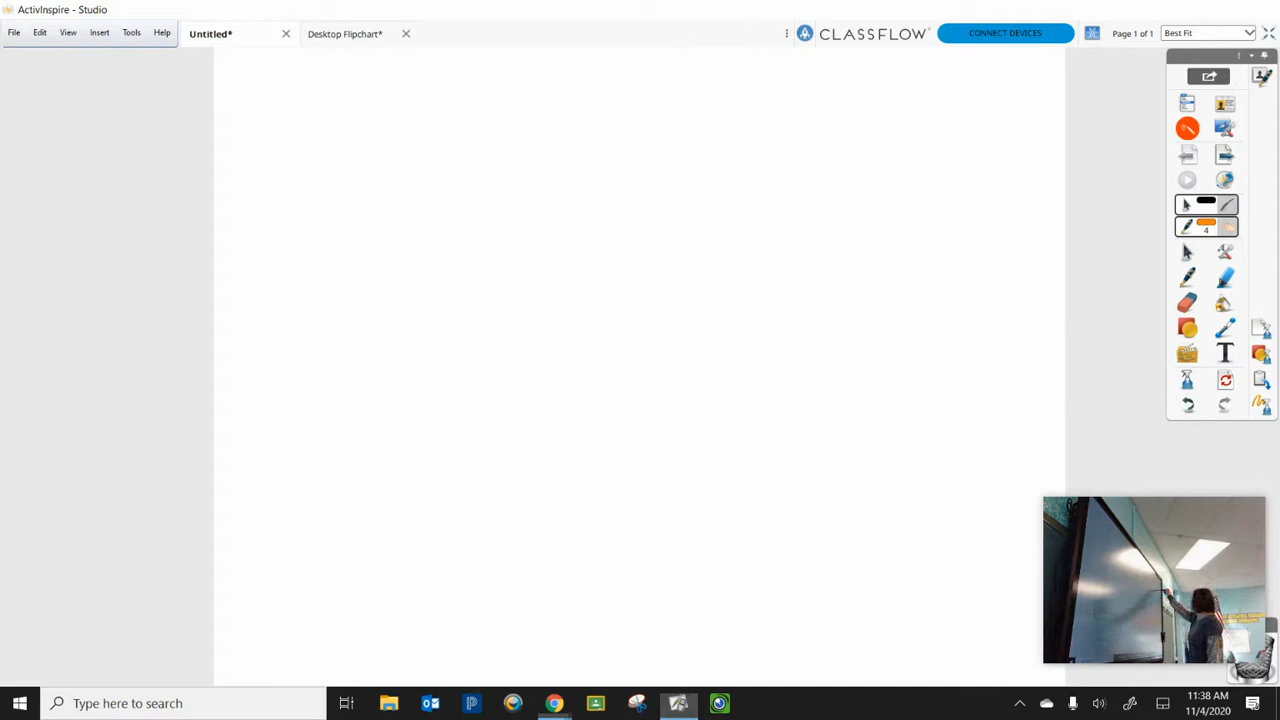 ActivInspire - Studio
File Edit View Insert Tools Help
Untitled*
Desktop Flipchart*
CLASSFLOW
CONNECT DEVICES
Page 1 of 1
Best Fit
4
T
Type here to search
11:38 AM
11/4/2020